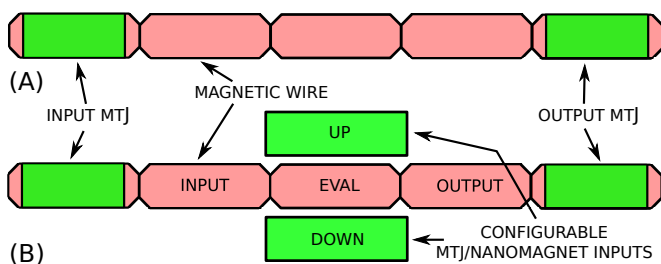 (A)
INPUT MTJ
MAGNETIC WIRE
OUTPUT MTJ
UP
INPUT
EVAL
OUTPUT
DOWN
CONFIGURABLE
MTJ/NANOMAGNET INPUTS
(B)